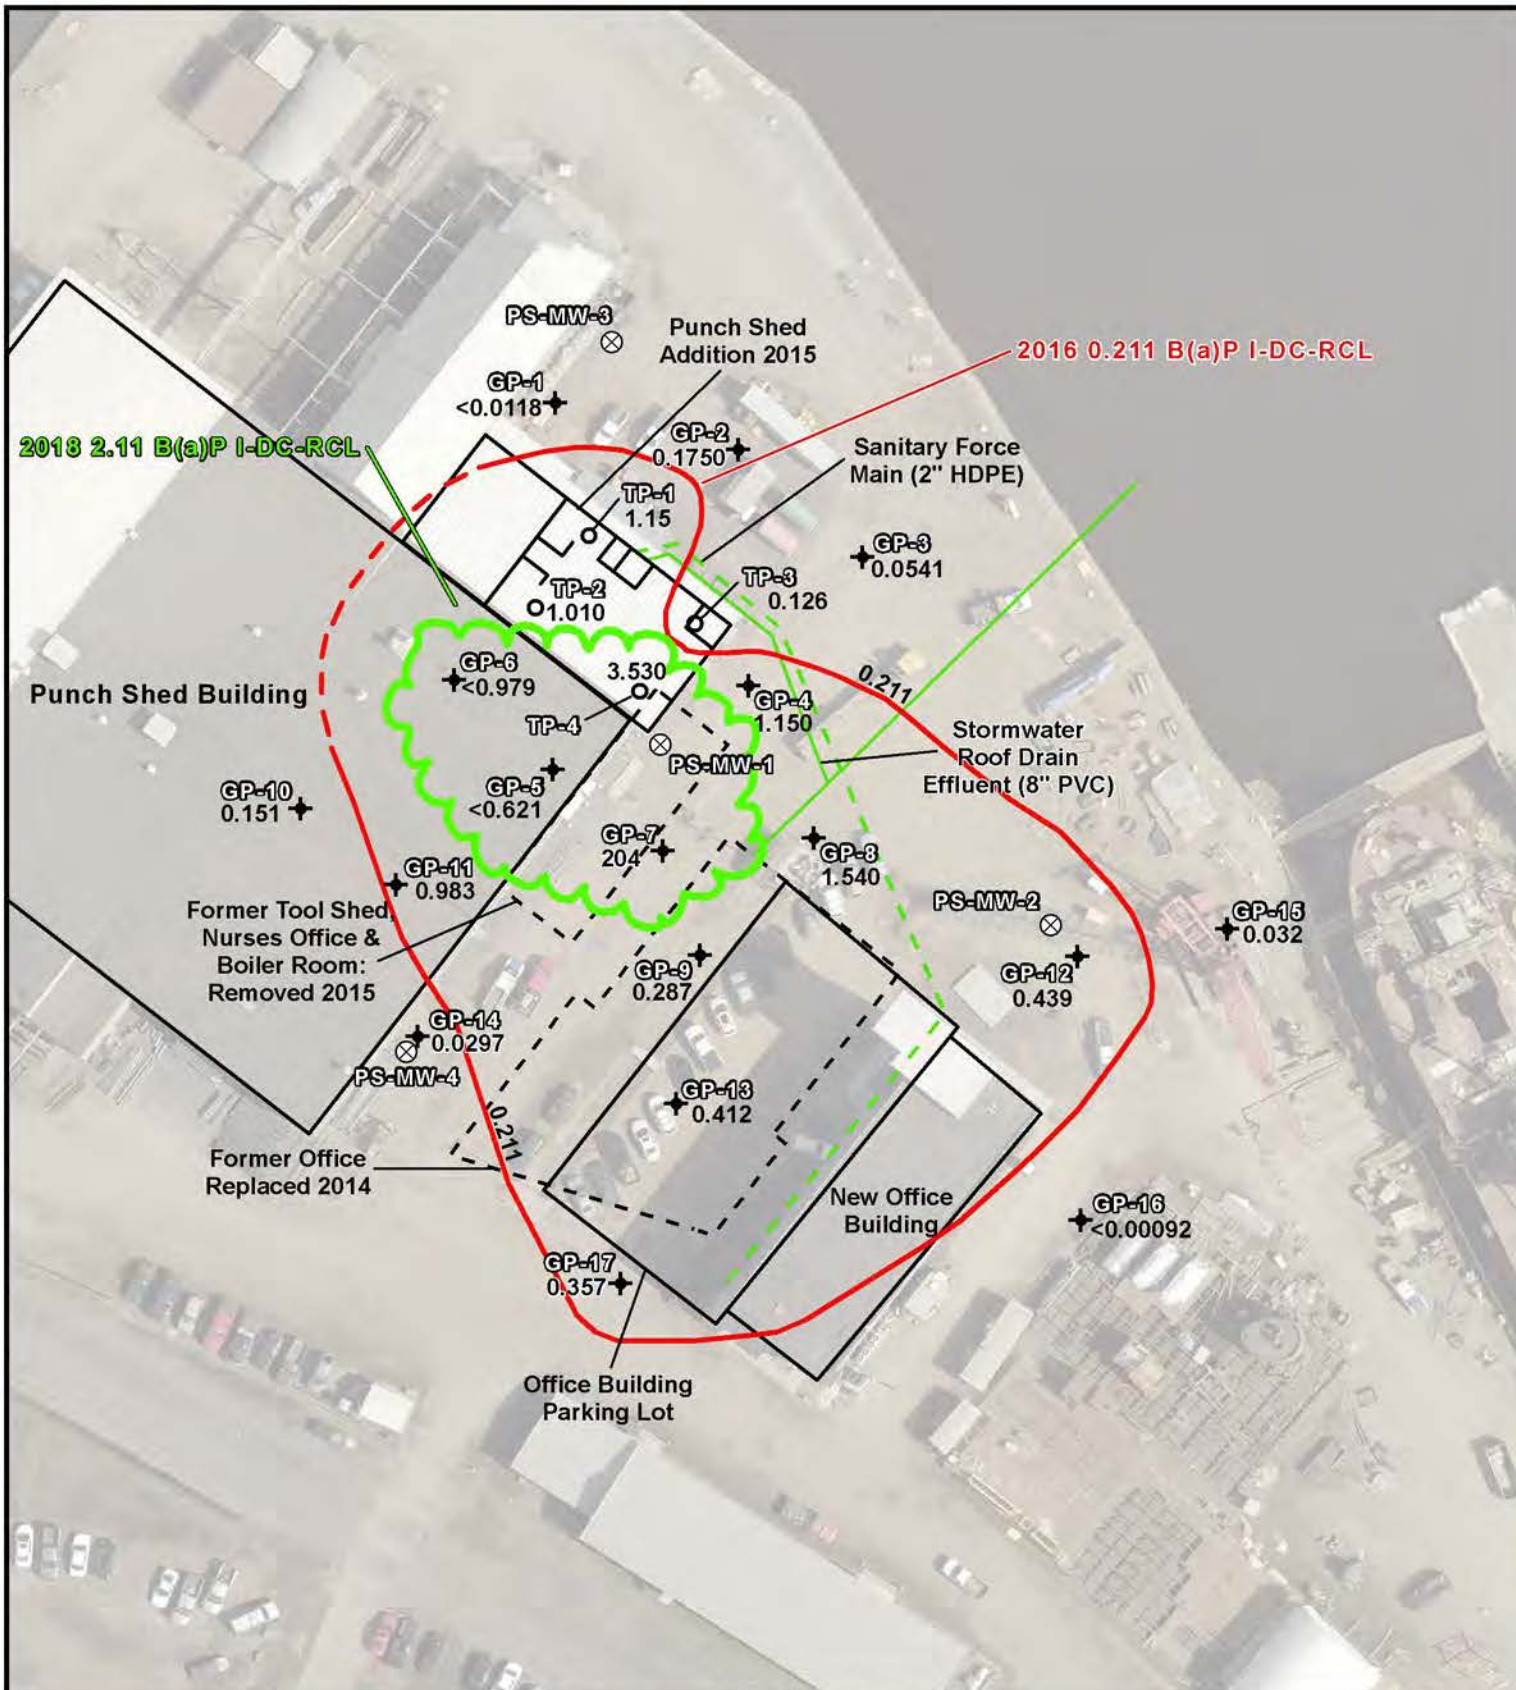 PS-MW-3
Punch Shed
Addition 2015
2016 0.211 B(a)P I-DC-RCL
GP-1
<0.0118
2018 2.11 B(a)P I-DC-RCL
GP-2
0.1750
Sanitary Force
Main (2" HDPE)
TP-1
1.15
GP-3
0.0541
TP-2
1.010
TP-3
0.126
GP-6
<0.979
3.530
TP-4
0.211
GP-4
1.150
Punch Shed Building
Stormwater
Roof Drain
Effluent (8" PVC)
PS-MW-1
GP-5
<0.621
GP-10
0.151
GP-7
204
GP-8
1.540
GP-11
0.983
Former Tool Shed,
Nurses Office &
Boiler Room:
Removed 2015
PS-MW-2
GP-15
0.032
GP-9
0.287
GP-12
0.439
GP-14
0.0297
PS-MW-4
GP-13
0.412
0.211
Former Office
Replaced 2014
New Office
Building
GP-16
<0.00092
GP-17
0.357
Office Building
Parking Lot